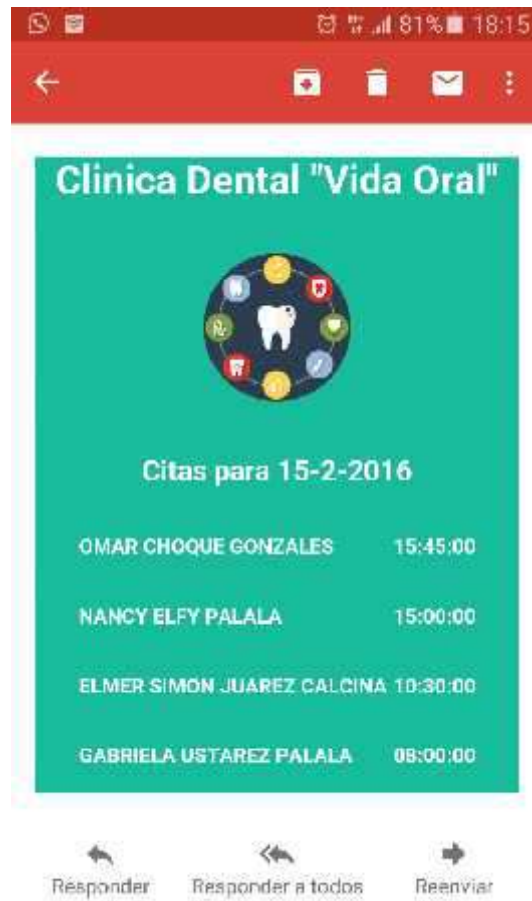 81% 18:15
Clinica Dental "Vida Oral"
Citas para 15-2-2016
OMAR CHOQUE GONZALES 15:45:00
NANCY ELFY PALALA 15:00:00
ELMER SIMON JUAREZ CALCINA 10:30:00
GABRIELA USTAREZ PALALA 08:00:00
Responder Responder a todos Reenviar